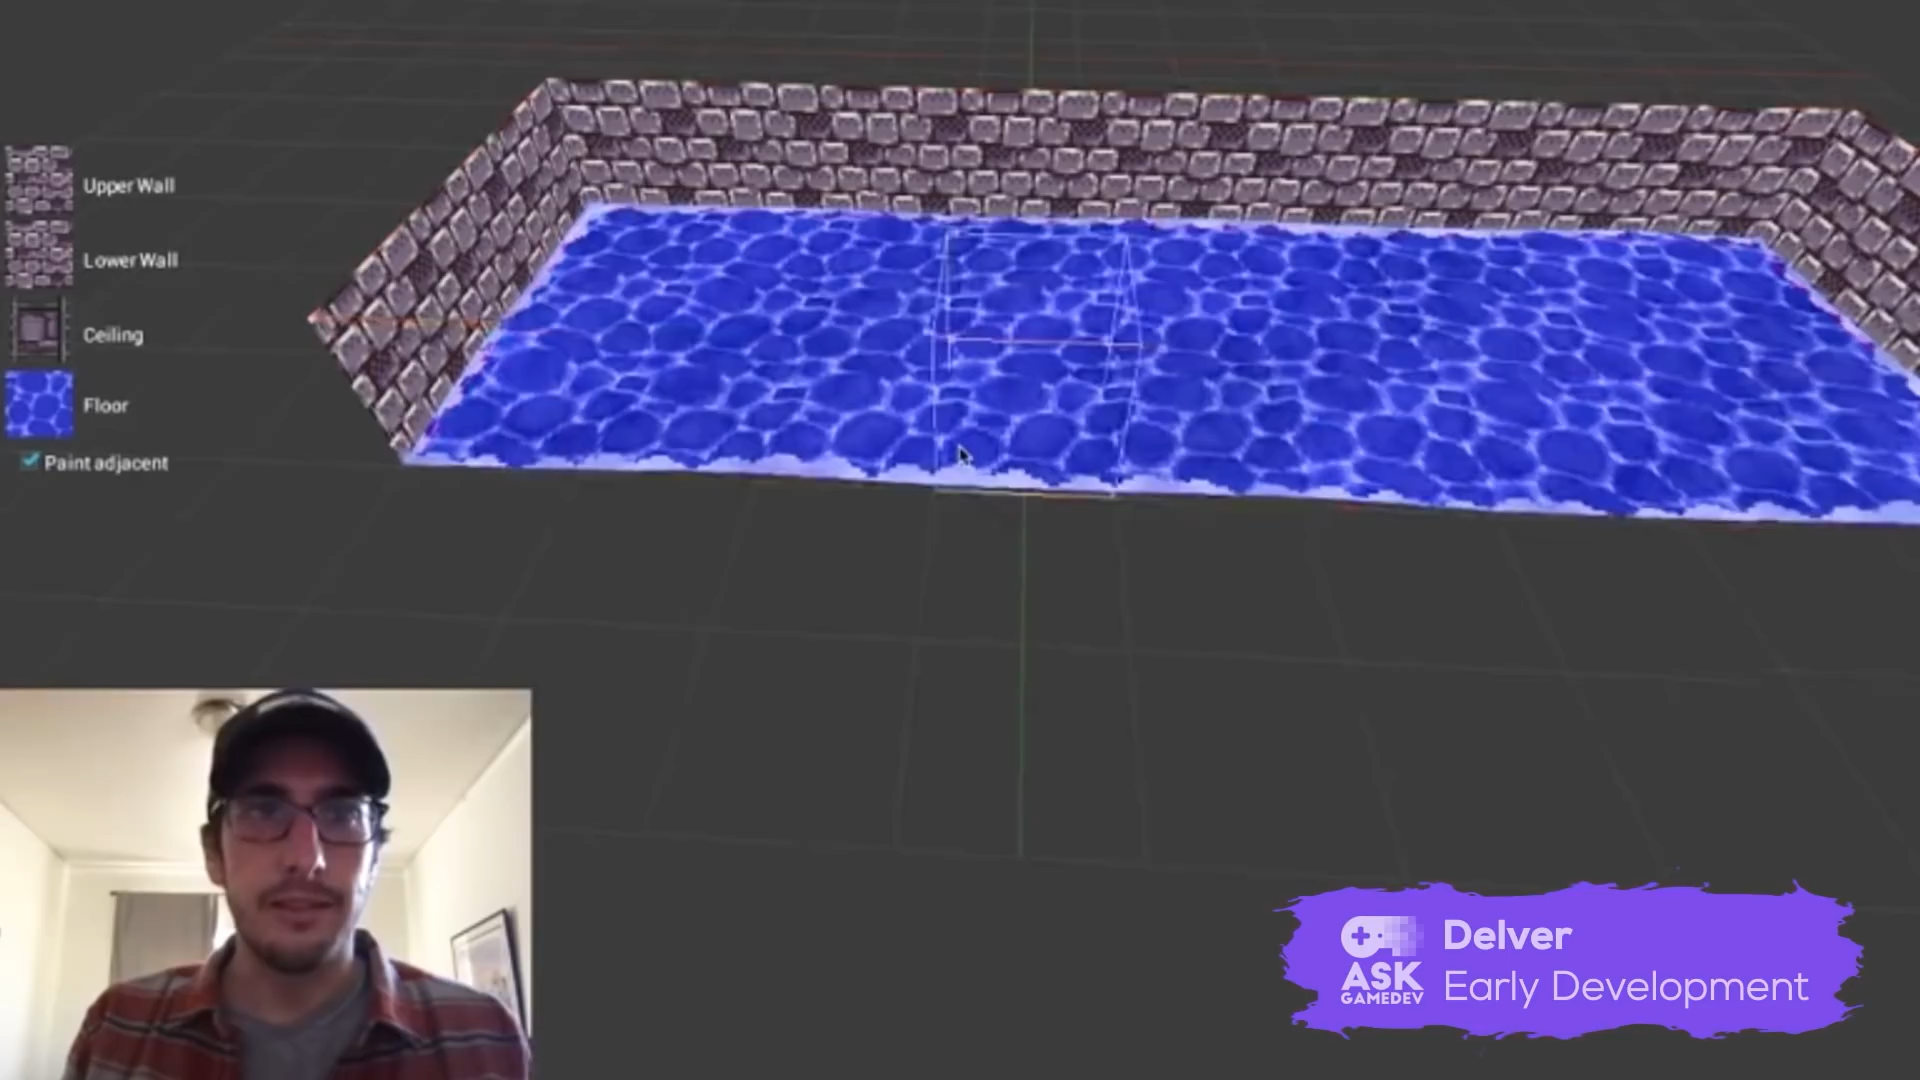 Upper Wall
Lower Wall
Ceiling
Floor
Paint adjacent
ASK
GAMEDEV
Delver
Early Development